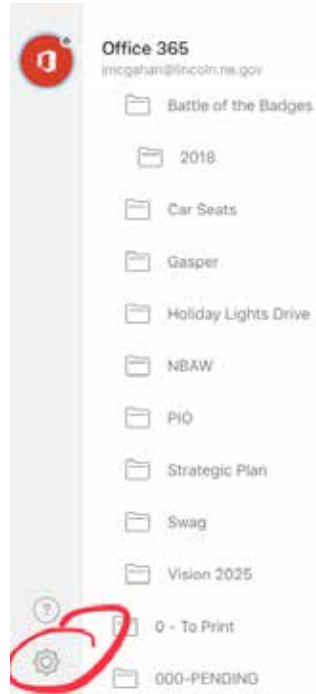 Office 365
jmcgahan@lincoln.ne.gov
Battle of the Badges
2018
Car Seats
Gasper
Holiday Lights Drive
NBAW
PIO
Strategic Plan
Swag
Vision 2025
?
0 - To Print
000-PENDING